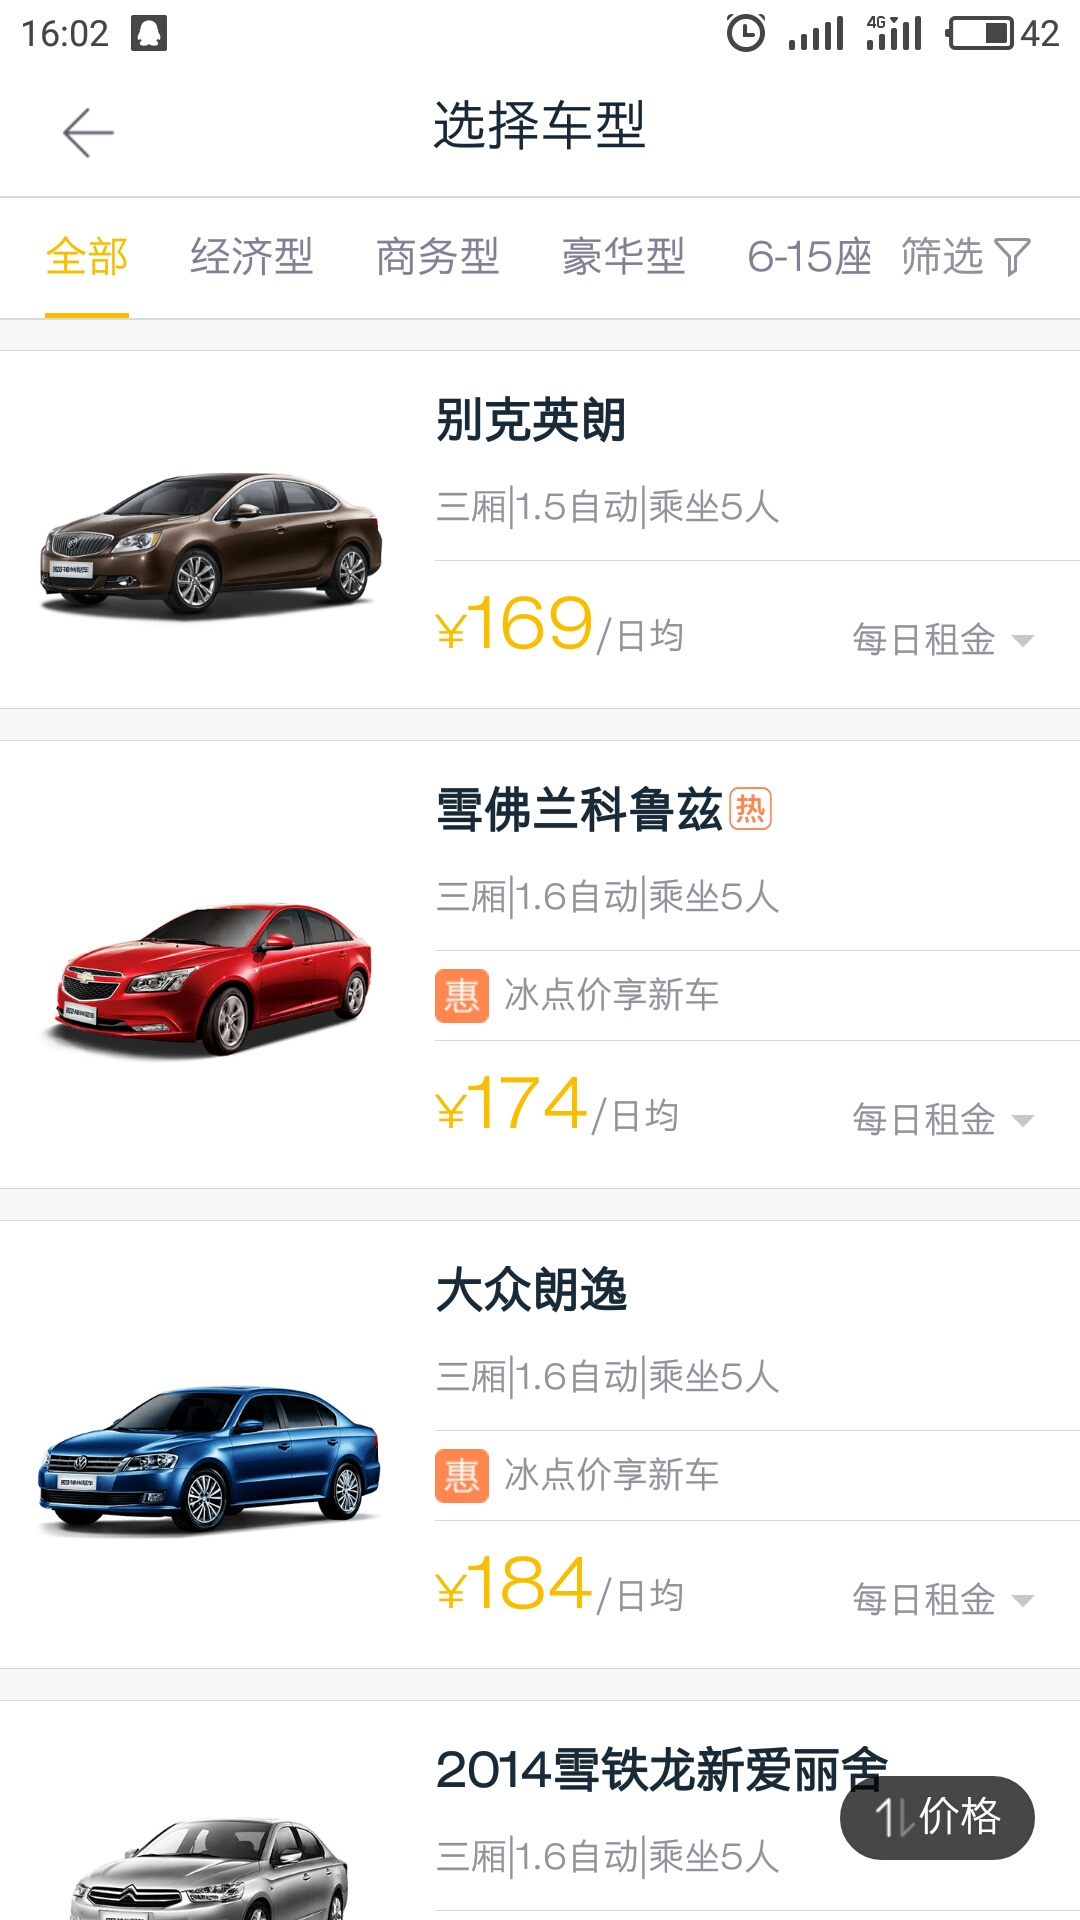 16:02 4G 42
选择车型
全部 经济型 商务型 豪华型 6-15座 筛选
别克英朗
三厢|1.5自动|乘坐5人
¥169/日均 每日租金
雪佛兰科鲁兹 热
三厢|1.6自动|乘坐5人
惠 冰点价享新车
¥174/日均 每日租金
大众朗逸
三厢|1.6自动|乘坐5人
惠 冰点价享新车
¥184/日均 每日租金
2014雪铁龙新爱丽舍
价格
三厢|1.6自动|乘坐5人